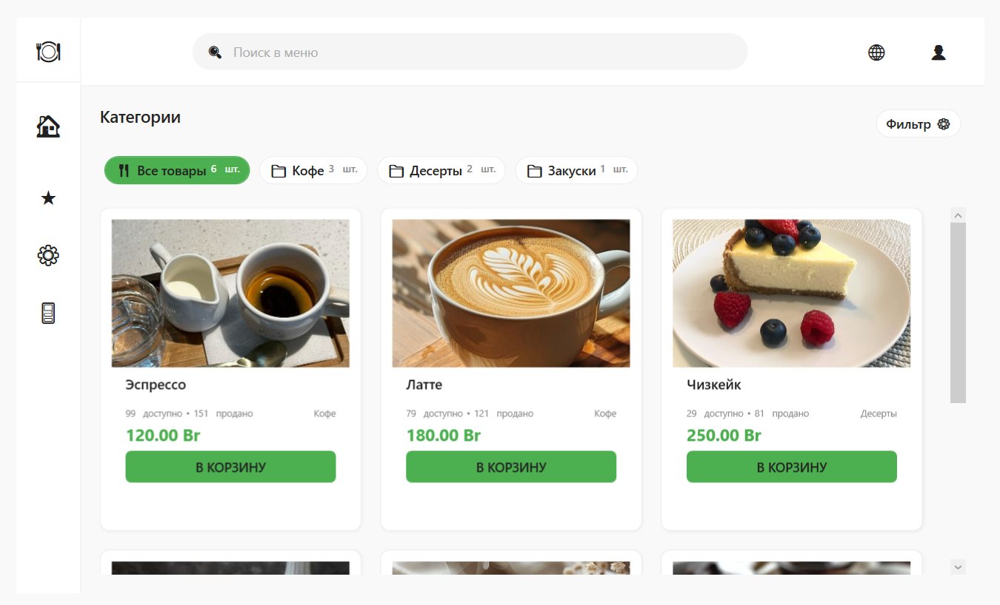 Поиск в меню
Категории
Фильтр
Все товары 6 шт.
Кофе 3 шт.
Десерты 2 шт.
Закуски 1 шт.
Эспрессо
99 доступно • 151 продано Кофе
120.00 Br
В КОРЗИНУ
Латте
79 доступно • 121 продано Кофе
180.00 Br
В КОРЗИНУ
Чизкейк
29 доступно • 81 продано Десерты
250.00 Br
В КОРЗИНУ